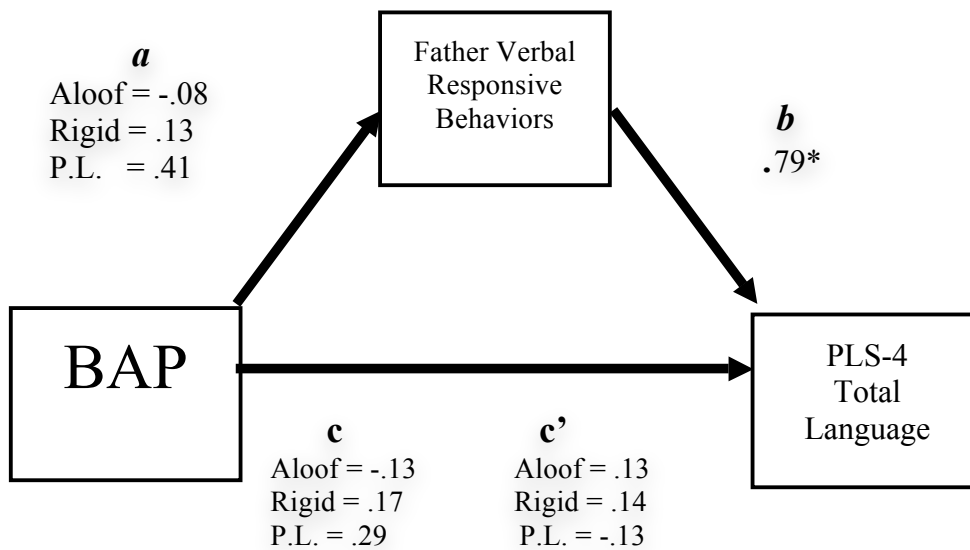 a
Aloof = -.08
Rigid = .13
P.L. = .41
Father Verbal
Responsive
Behaviors
b
.79*
BAP
PLS-4
Total
Language
c
Aloof = -.13
Rigid = .17
P.L. = .29
c’
Aloof = .13
Rigid = .14
P.L. = -.13